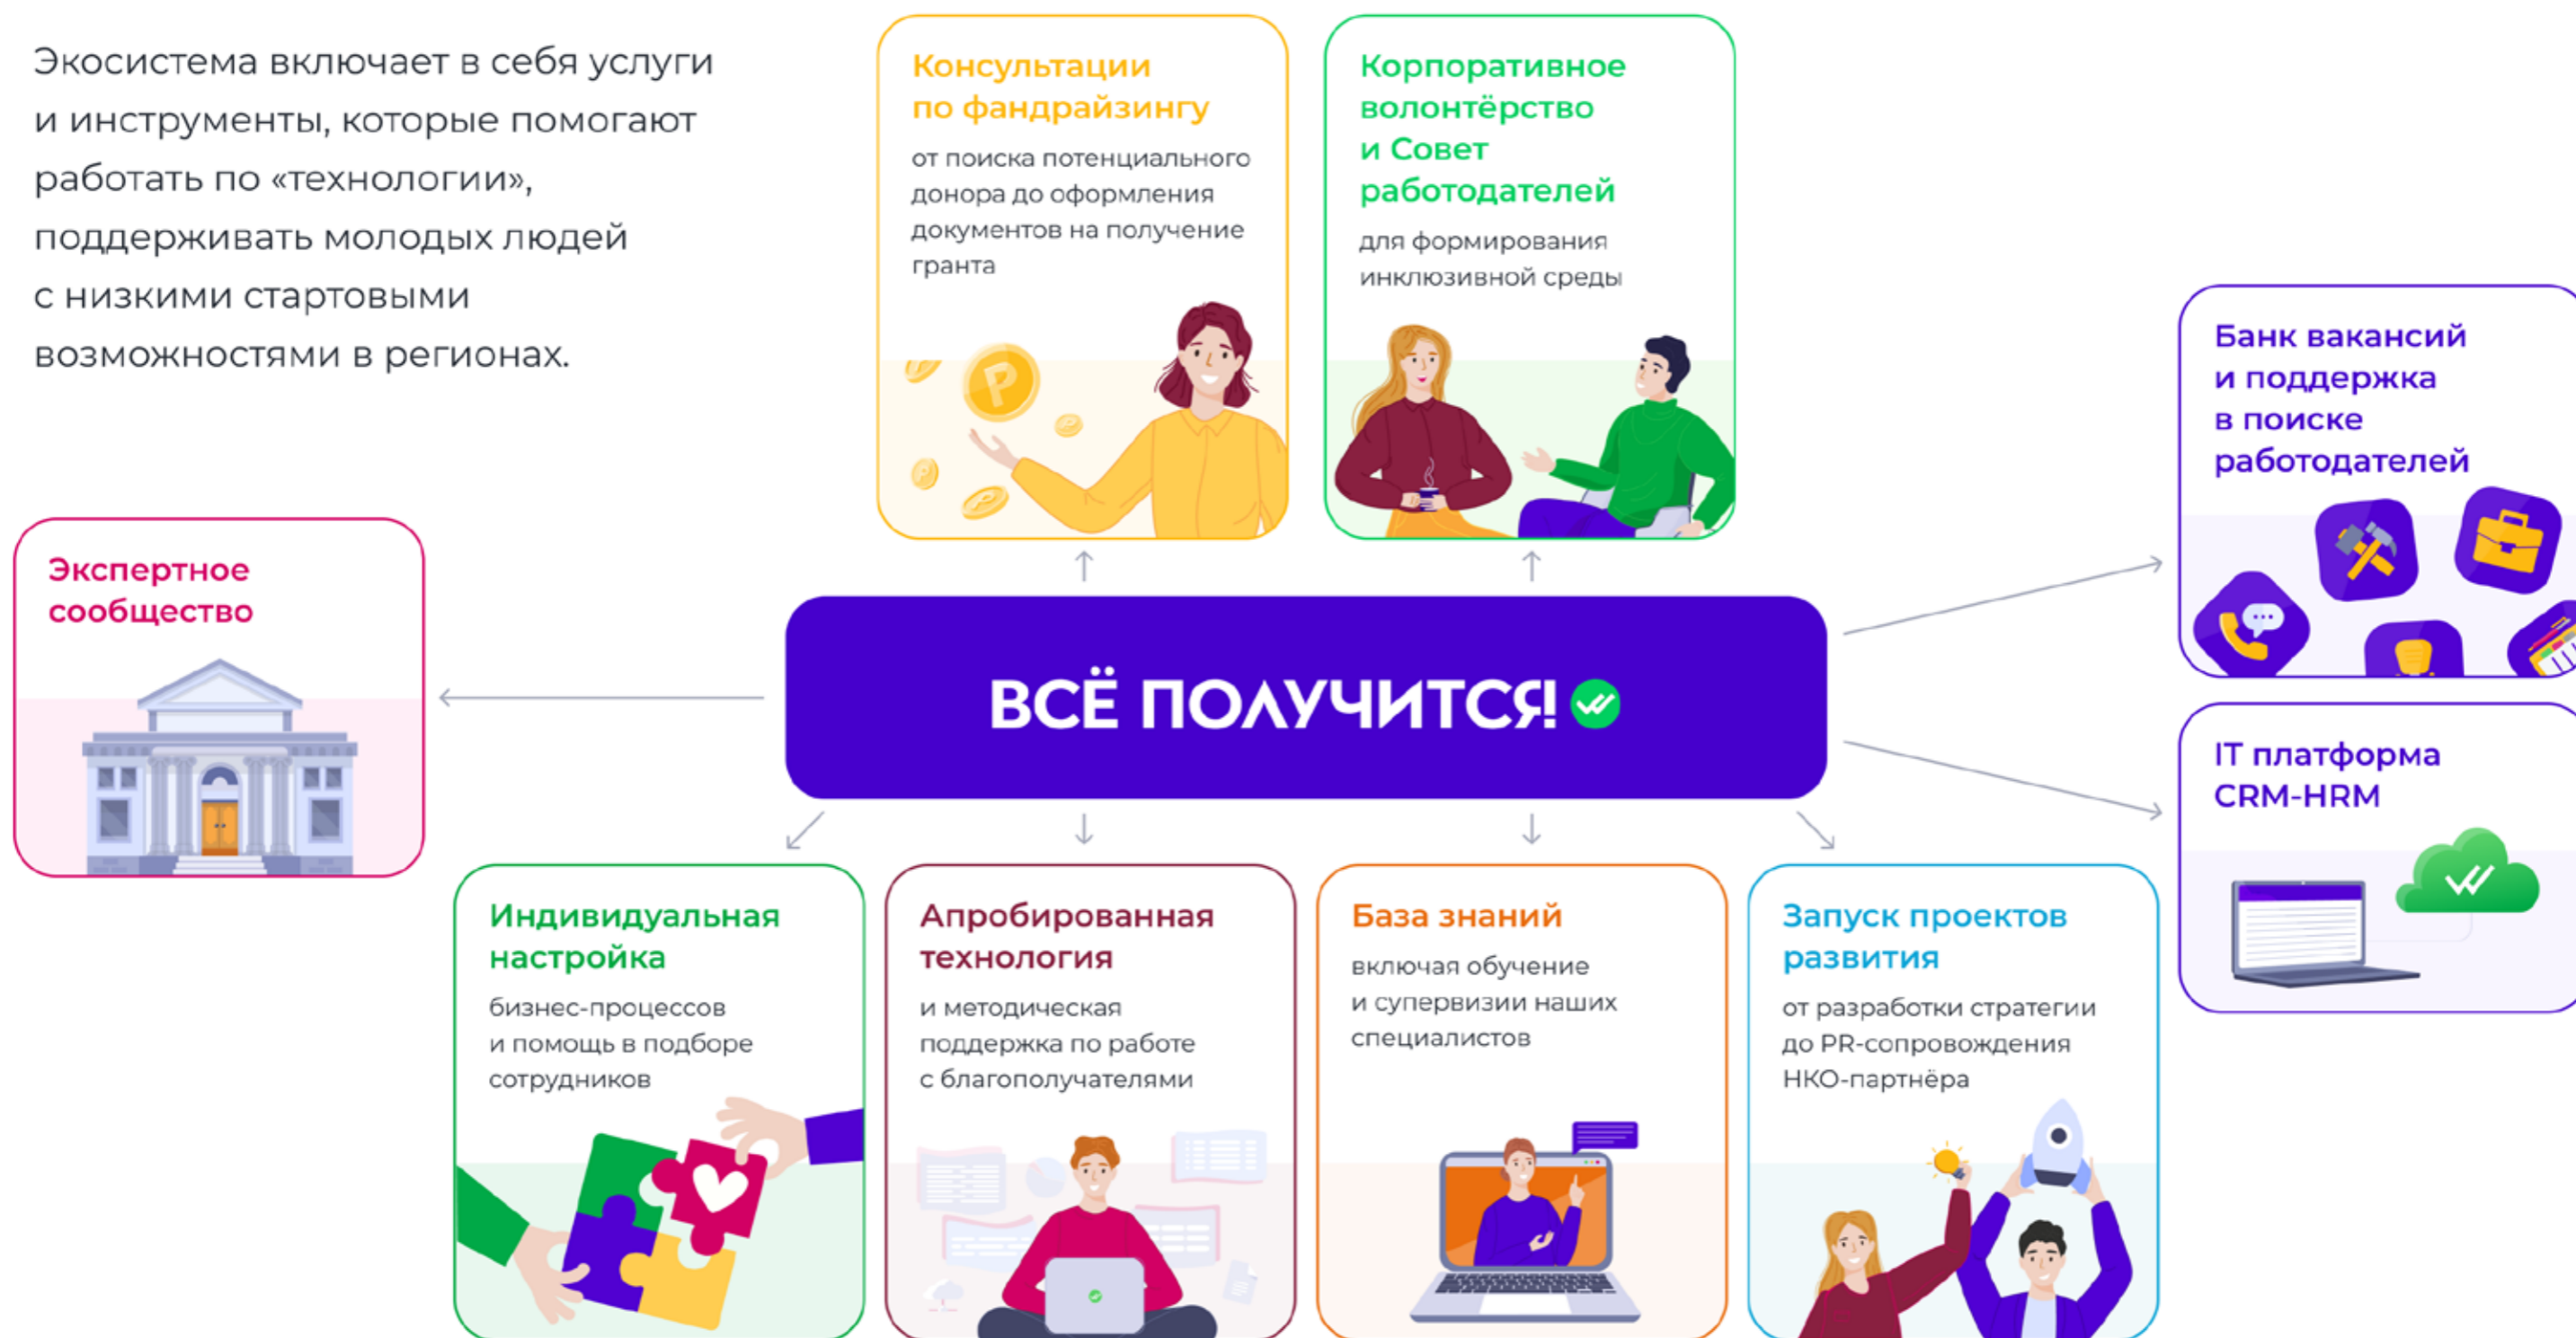 Экосистема включает в себя услуги
и инструменты, которые помогают
работать по «технологии»,
поддерживать молодых людей
с низкими стартовыми
возможностями в регионах.
Консультации
по фандрайзингу
от поиска потенциального
донора до оформления
документов на получение
гранта
Корпоративное
волонтёрство
и Совет
работодателей
для формирования
инклюзивной среды
Банк вакансий
и поддержка
в поиске
работодателей
Экспертное
сообщество
ВСЁ ПОЛУЧИТСЯ!
IT платформа
CRM-HRM
Индивидуальная
настройка
бизнес-процессов
и помощь в подборе
сотрудников
Апробированная
технология
и методическая
поддержка по работе
с благополучателями
База знаний
включая обучение
и супервизии наших
специалистов
Запуск проектов
развития
от разработки стратегии
до PR-сопровождения
НКО-партнёра